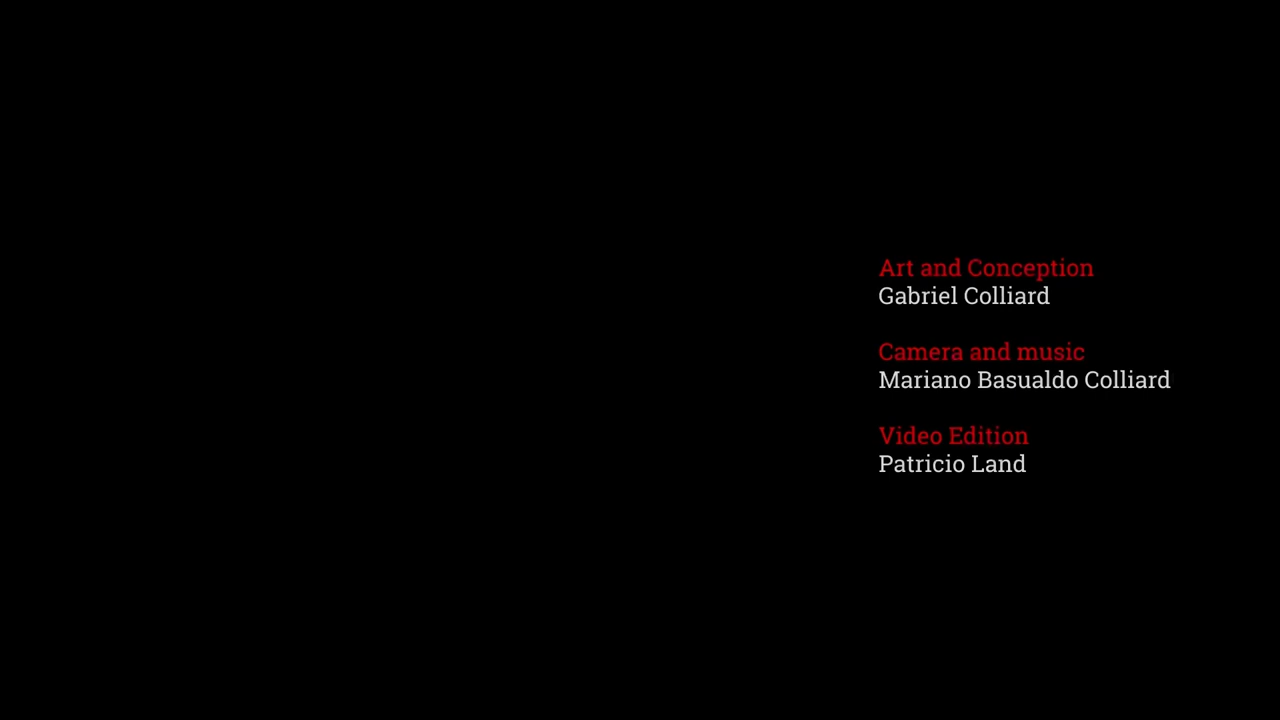 Art and Conception
Gabriel Colliard
Camera and music
Mariano Basualdo Colliard
Video Edition
Patricio Land